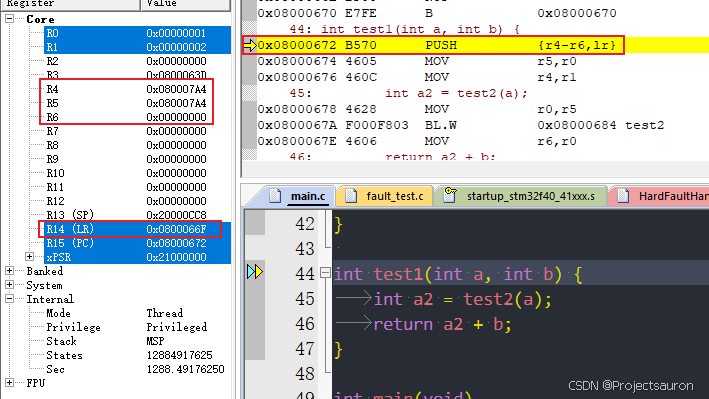 Register
Value
Core
R0 0x00000001
R1 0x00000002
R2 0x00000000
R3 0x0800063D
R4 0x080007A4
R5 0x080007A4
R6 0x00000000
R7 0x00000000
R8 0x00000000
R9 0x00000000
R10 0x00000000
R11 0x00000000
R12 0x00000000
R13 (SP) 0x20000CC8
R14 (LR) 0x0800066F
R15 (PC) 0x08000672
xPSR 0x21000000
Banked
System
Internal
Mode Thread
Privilege Privileged
Stack MSP
States 12884917625
Sec 1288.49176250
FPU
0x08000670 E7FE B 0x08000670
44: int test1(int a, int b) {
0x08000672 B570 PUSH {r4-r6,lr}
0x08000674 4605 MOV r5,r0
0x08000676 460C MOV r4,r1
45: int a2 = test2(a);
0x08000678 4628 MOV r0,r5
0x0800067A F000F803 BL.W 0x08000684 test2
0x0800067E 4606 MOV r6,r0
46: return a2 + b;
main.c
fault_test.c
startup_stm32f40_41xxx.s
HardFaultHan
42 }
43
44 int test1(int a, int b) {
45 int a2 = test2(a);
46 return a2 + b;
47 }
48
49 int main(void)
CSDN @Projectsauron